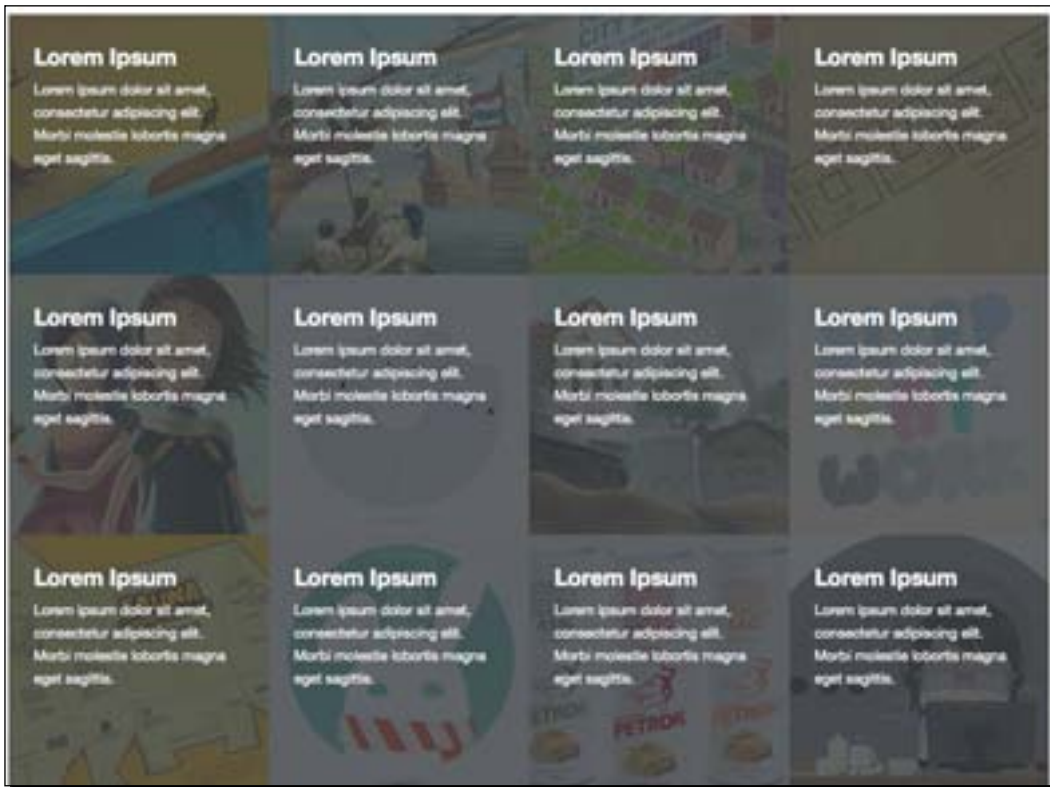 Lorem Ipsum
Lorem ipsum dolor sit amet,
consectetur adipiscing elit.
Morbi molestie lobortis magna
eget sagittis.
Lorem Ipsum
Lorem ipsum dolor sit amet,
consectetur adipiscing elit.
Morbi molestie lobortis magna
eget sagittis.
CITY
Lorem Ipsum
Lorem ipsum dolor sit amet,
consectetur adipiscing elit.
Morbi molestie lobortis magna
eget sagittis.
Lorem Ipsum
Lorem ipsum dolor sit amet,
consectetur adipiscing elit.
Morbi molestie lobortis magna
eget sagittis.
Lorem Ipsum
Lorem ipsum dolor sit amet,
consectetur adipiscing elit.
Morbi molestie lobortis magna
eget sagittis.
Lorem Ipsum
Lorem ipsum dolor sit amet,
consectetur adipiscing elit.
Morbi molestie lobortis magna
eget sagittis.
Lorem Ipsum
Lorem ipsum dolor sit amet,
consectetur adipiscing elit.
Morbi molestie lobortis magna
eget sagittis.
Lorem Ipsum
Lorem ipsum dolor sit amet,
consectetur adipiscing elit.
Morbi molestie lobortis magna
eget sagittis.
WORK
Lorem Ipsum
Lorem ipsum dolor sit amet,
consectetur adipiscing elit.
Morbi molestie lobortis magna
eget sagittis.
Lorem Ipsum
Lorem ipsum dolor sit amet,
consectetur adipiscing elit.
Morbi molestie lobortis magna
eget sagittis.
Lorem Ipsum
Lorem ipsum dolor sit amet,
consectetur adipiscing elit.
Morbi molestie lobortis magna
eget sagittis.
PETRON
Lorem Ipsum
Lorem ipsum dolor sit amet,
consectetur adipiscing elit.
Morbi molestie lobortis magna
eget sagittis.